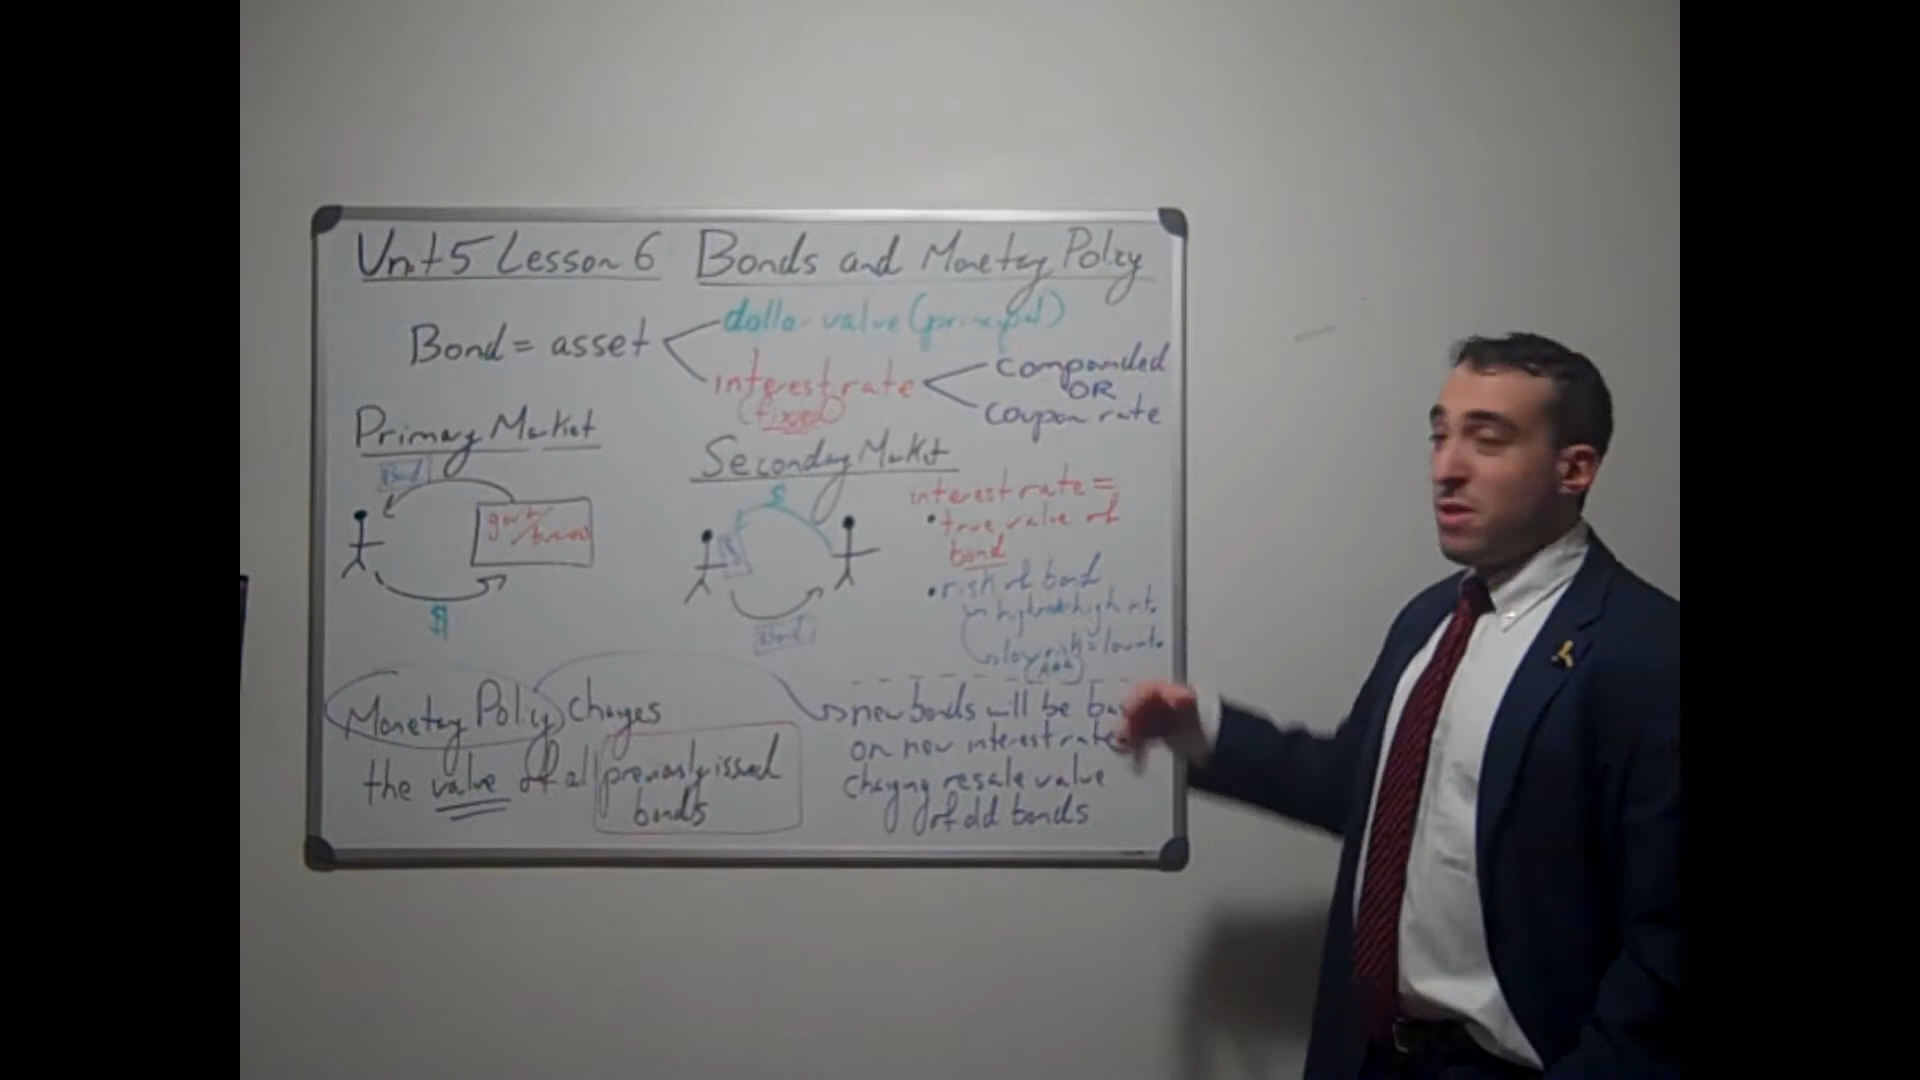 Unit 5 Lesson 6 Bonds and Monetary Policy
Bond = asset
dollar value (principal)
interest rate
(fixed)
compounded
OR
coupon rate
Primary Market
Bond
gov't/
$
Secondary Market
$
$
Bond
interest rate =
• true value of
bond
• risk of bond
high risk = high int.
low risk = low int.
(AAA)
Monetary Policy Changes
the value of all previously issued
bonds
new bonds will be
on new interest rate
changing resale value
of old bonds